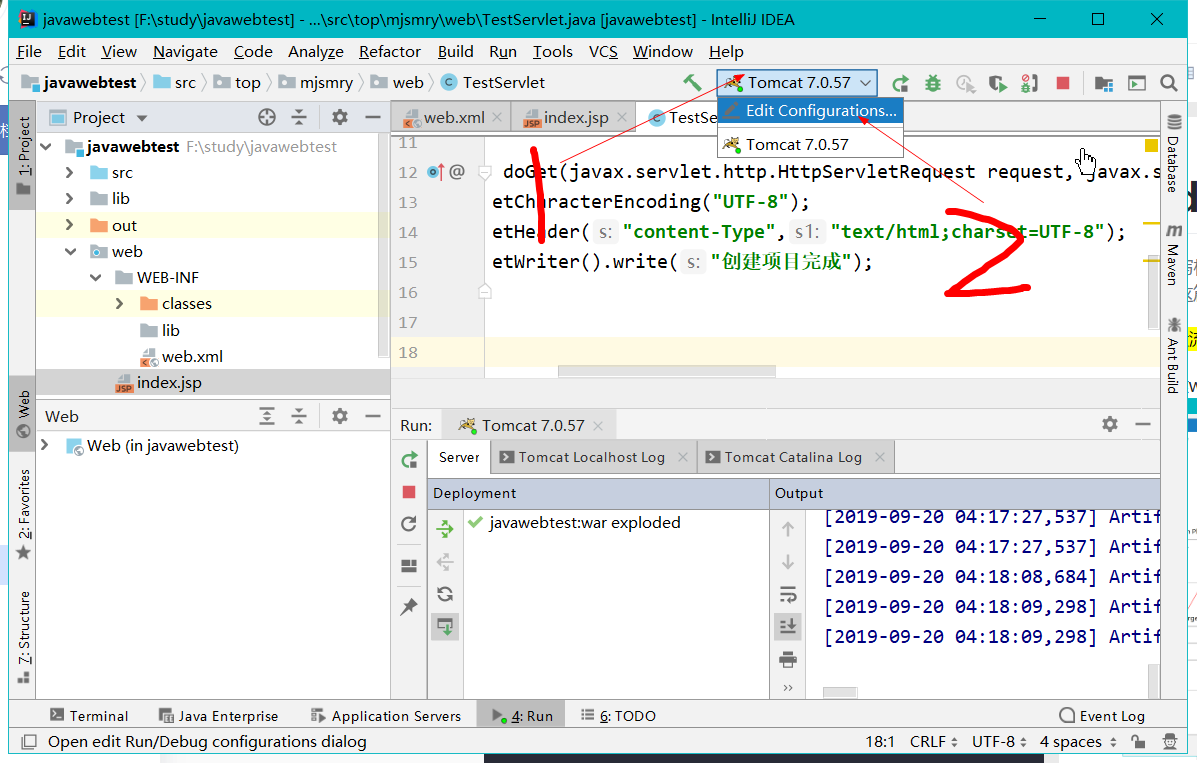 javawebtest [F:\study\javawebtest] - ...\src\top\mjsmry\web\TestServlet.java [javawebtest] - IntelliJ IDEA
File Edit View Navigate Code Analyze Refactor Build Run Tools VCS Window Help
javawebtest src top mjsmry web TestServlet Tomcat 7.0.57
Edit Configurations...
Tomcat 7.0.57
1: Project
Project
web.xml index.jsp TestSe
javawebtest F:\study\javawebtest
src
lib
out
web
WEB-INF
classes
lib
web.xml
index.jsp
11
12 @ doGet(javax.servlet.http.HttpServletRequest request, javax.s
13 etCharacterEncoding("UTF-8");
14 etHeader( s: "content-Type", s1: "text/html;charset=UTF-8");
15 etWriter().write( s: "创建项目完成");
16
17
18
1
2
Database
Maven
Ant Build
Web
Web
Web (in javawebtest)
2: Favorites
7: Structure
Run: Tomcat 7.0.57
Server Tomcat Localhost Log Tomcat Catalina Log
Deployment Output
javawebtest:war exploded
[2019-09-20 04:17:27,537] Artif
[2019-09-20 04:17:27,537] Artif
[2019-09-20 04:18:08,684] Artif
[2019-09-20 04:18:09,298] Artif
[2019-09-20 04:18:09,298] Artif
Terminal Java Enterprise Application Servers 4: Run 6: TODO Event Log
Open edit Run/Debug configurations dialog 18:1 CRLF UTF-8 4 spaces